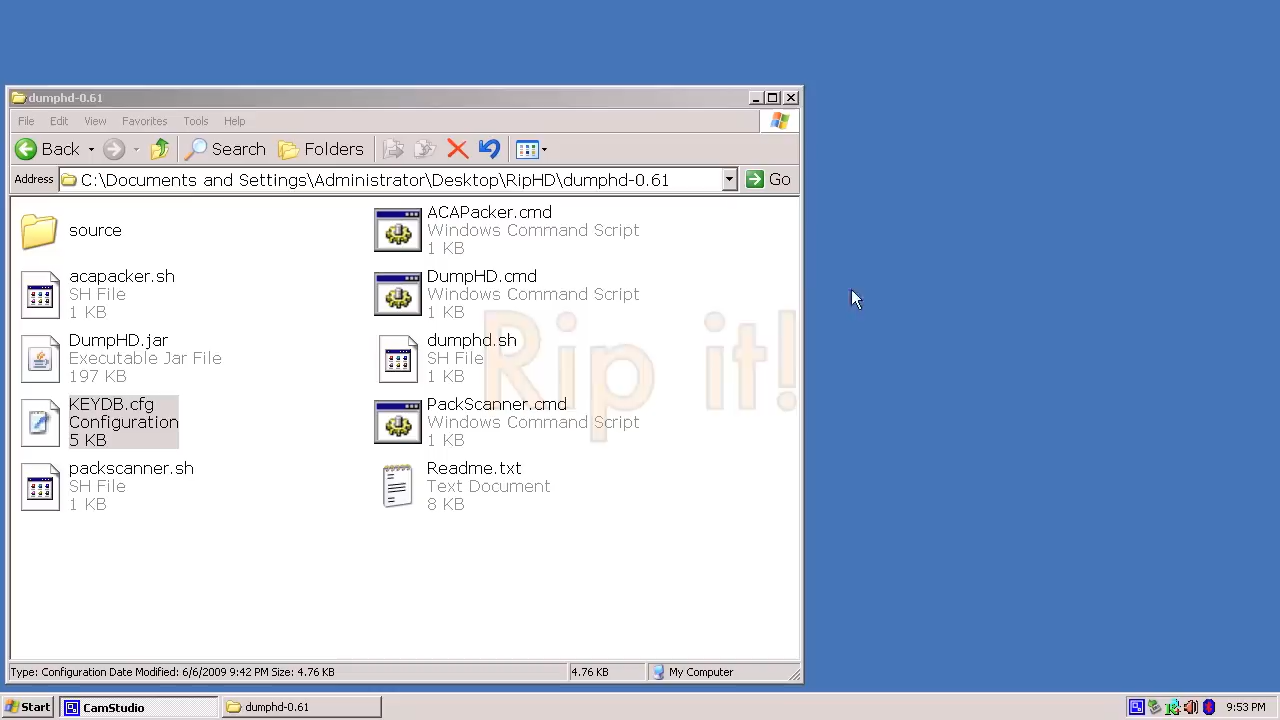 dumphd-0.61
File Edit View Favorites Tools Help
Back Search Folders
Address C:\Documents and Settings\Administrator\Desktop\RipHD\dumphd-0.61 Go
source
acapacker.sh
SH File
1 KB
DumpHD.jar
Executable Jar File
197 KB
KEYDB.cfg
Configuration
5 KB
packscanner.sh
SH File
1 KB
ACAPacker.cmd
Windows Command Script
1 KB
DumpHD.cmd
Windows Command Script
1 KB
dumphd.sh
SH File
1 KB
PackScanner.cmd
Windows Command Script
1 KB
Readme.txt
Text Document
8 KB
Rip it!
Type: Configuration Date Modified: 6/6/2009 9:42 PM Size: 4.76 KB 4.76 KB My Computer
Start CamStudio dumphd-0.61 9:53 PM